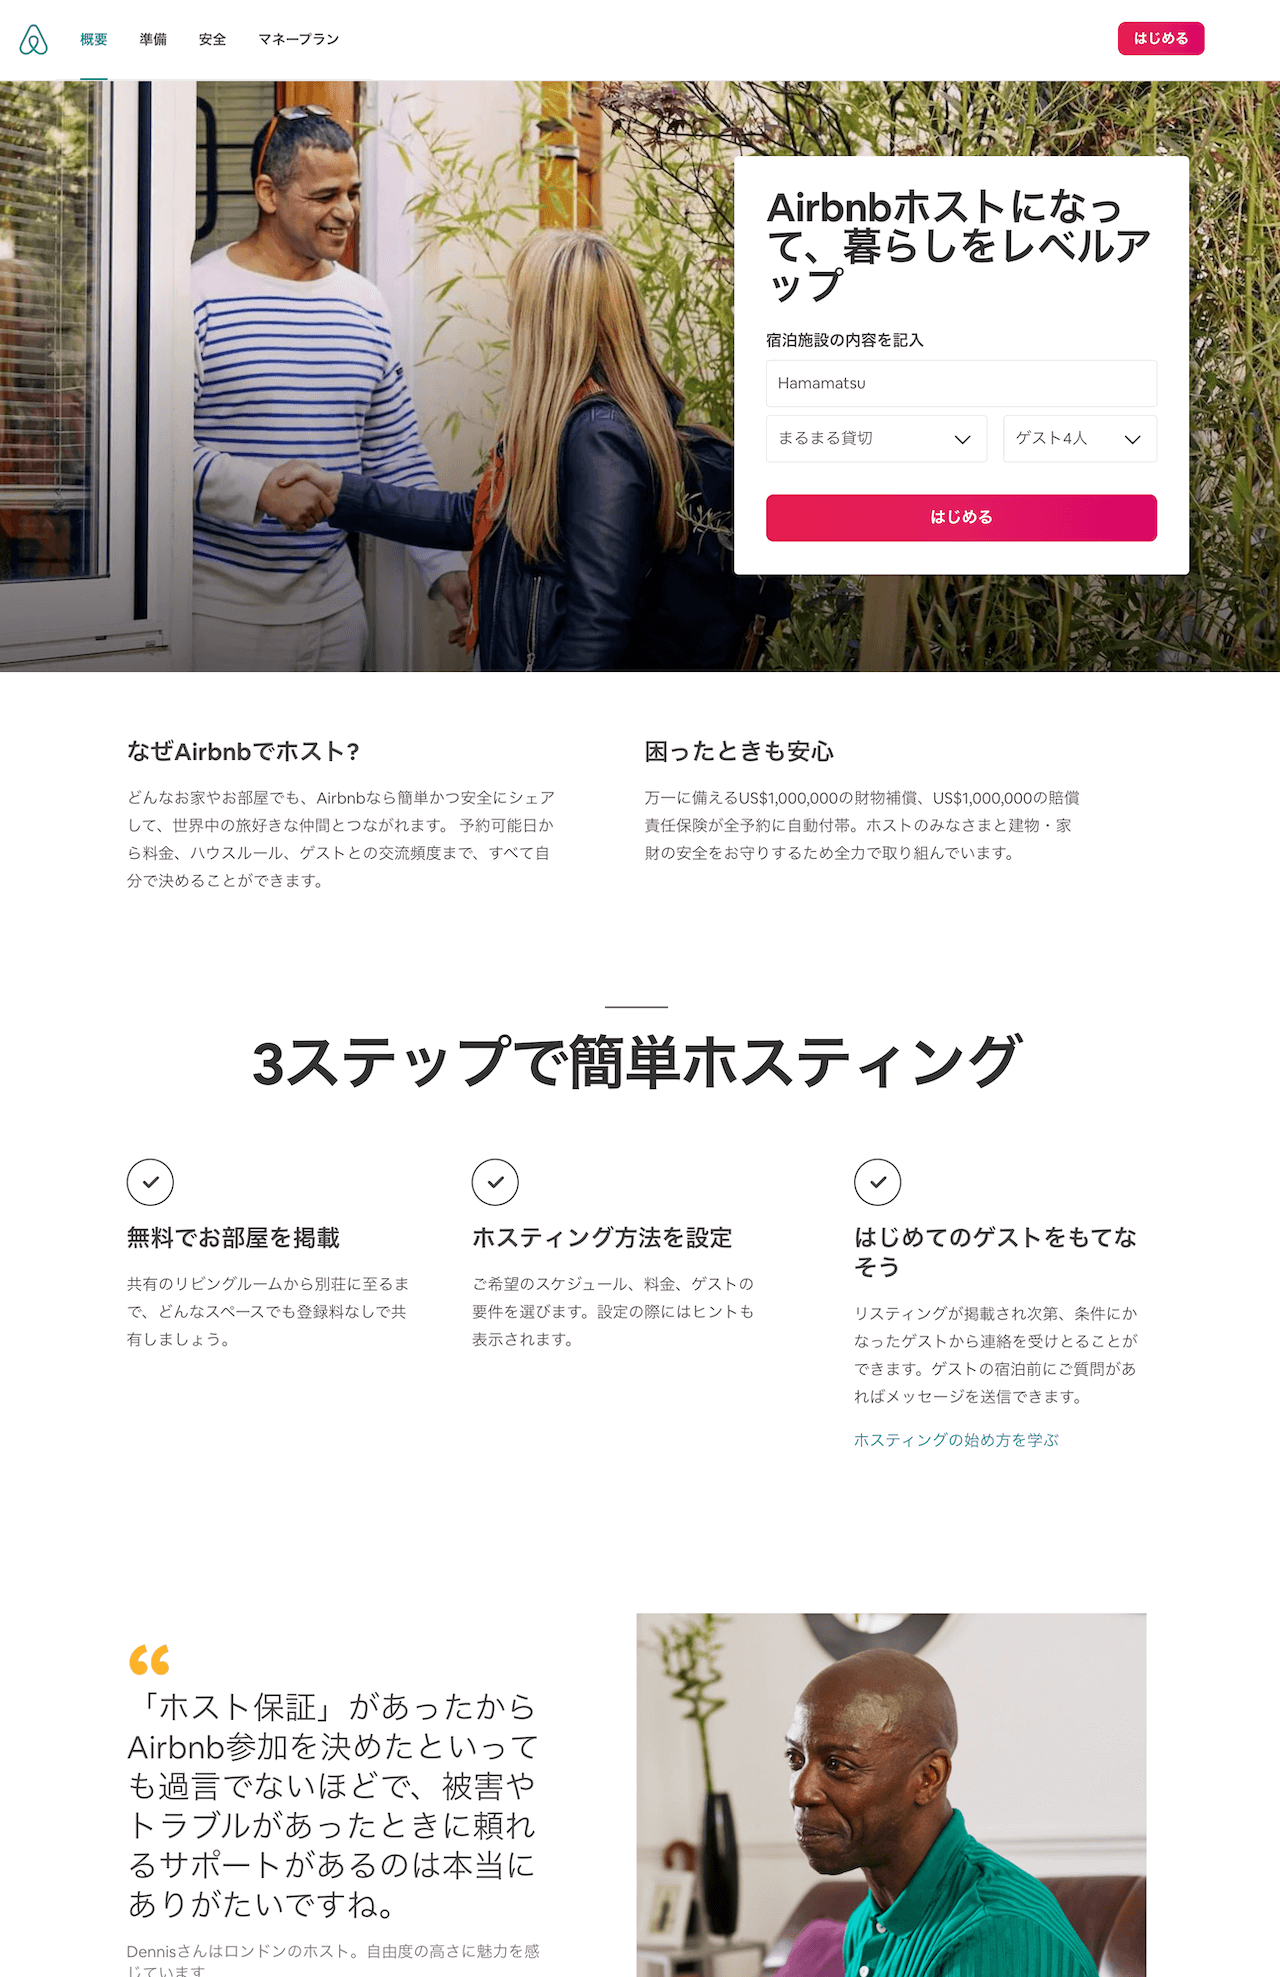 概要 準備 安全 マネープラン はじめる
Airbnbホストになっ
て、暮らしをレベルア
ップ
宿泊施設の内容を記入
Hamamatsu
まるまる貸切 ゲスト4人
はじめる
なぜAirbnbでホスト?
どんなお家やお部屋でも、Airbnbなら簡単かつ安全にシェア
して、世界中の旅好きな仲間とつながれます。 予約可能日か
ら料金、ハウスルール、ゲストとの交流頻度まで、すべて自
分で決めることができます。
困ったときも安心
万一に備えるUS$1,000,000の財物補償、US$1,000,000の賠償
責任保険が全予約に自動付帯。ホストのみなさまと建物・家
財の安全をお守りするため全力で取り組んでいます。
3ステップで簡単ホスティング
無料でお部屋を掲載
共有のリビングルームから別荘に至るま
で、どんなスペースでも登録料なしで共
有しましょう。
ホスティング方法を設定
ご希望のスケジュール、料金、ゲストの
要件を選びます。設定の際にはヒントも
表示されます。
はじめてのゲストをもてな
そう
リスティングが掲載され次第、条件にか
なったゲストから連絡を受けとることが
できます。ゲストの宿泊前にご質問があ
ればメッセージを送信できます。
ホスティングの始め方を学ぶ
“
「ホスト保証」があったから
Airbnb参加を決めたといって
も過言でないほどで、被害や
トラブルがあったときに頼れ
るサポートがあるのは本当に
ありがたいですね。
Dennisさんはロンドンのホスト。自由度の高さに魅力を感
じています